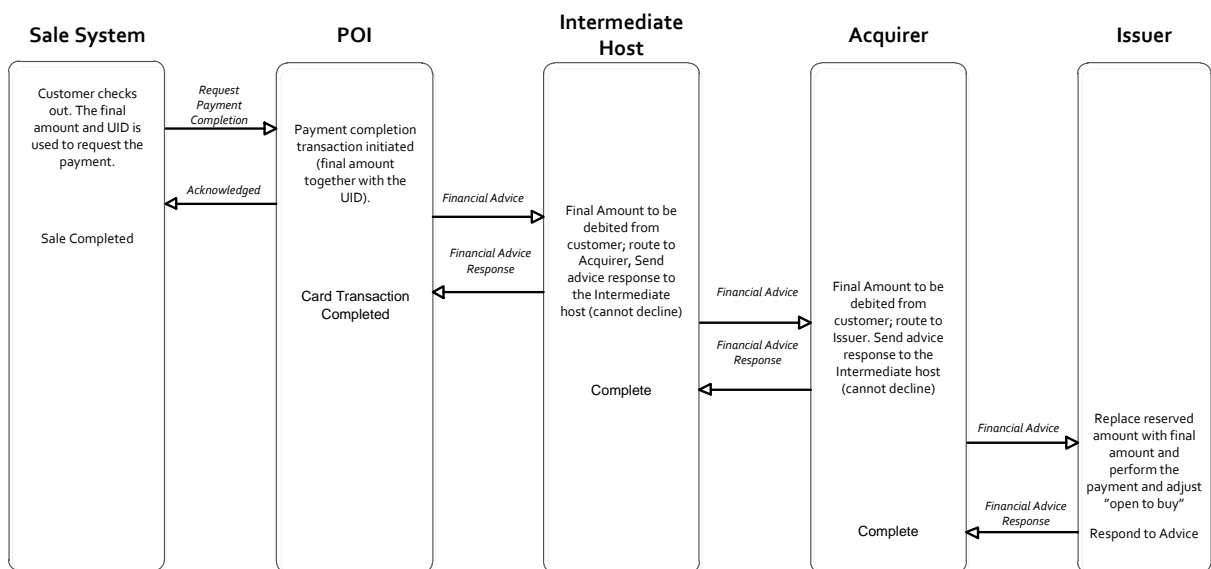 Sale System
POI
Intermediate
Host
Acquirer
Issuer
Customer checks
out. The final
amount and UID is
used to request the
payment.
Sale Completed
Request
Payment
Completion
Acknowledged
Payment completion
transaction initiated
(final amount
together with the
UID).
Card Transaction
Completed
Financial Advice
Financial Advice
Response
Final Amount to be
debited from
customer; route to
Acquirer, Send
advice response to
the Intermediate
host (cannot decline)
Complete
Financial Advice
Financial Advice
Response
Final Amount to be
debited from
customer; route to
Issuer. Send advice
response to the
Intermediate host
(cannot decline)
Complete
Financial Advice
Financial Advice
Response
Replace reserved
amount with final
amount and
perform the
payment and adjust
"open to buy"
Respond to Advice